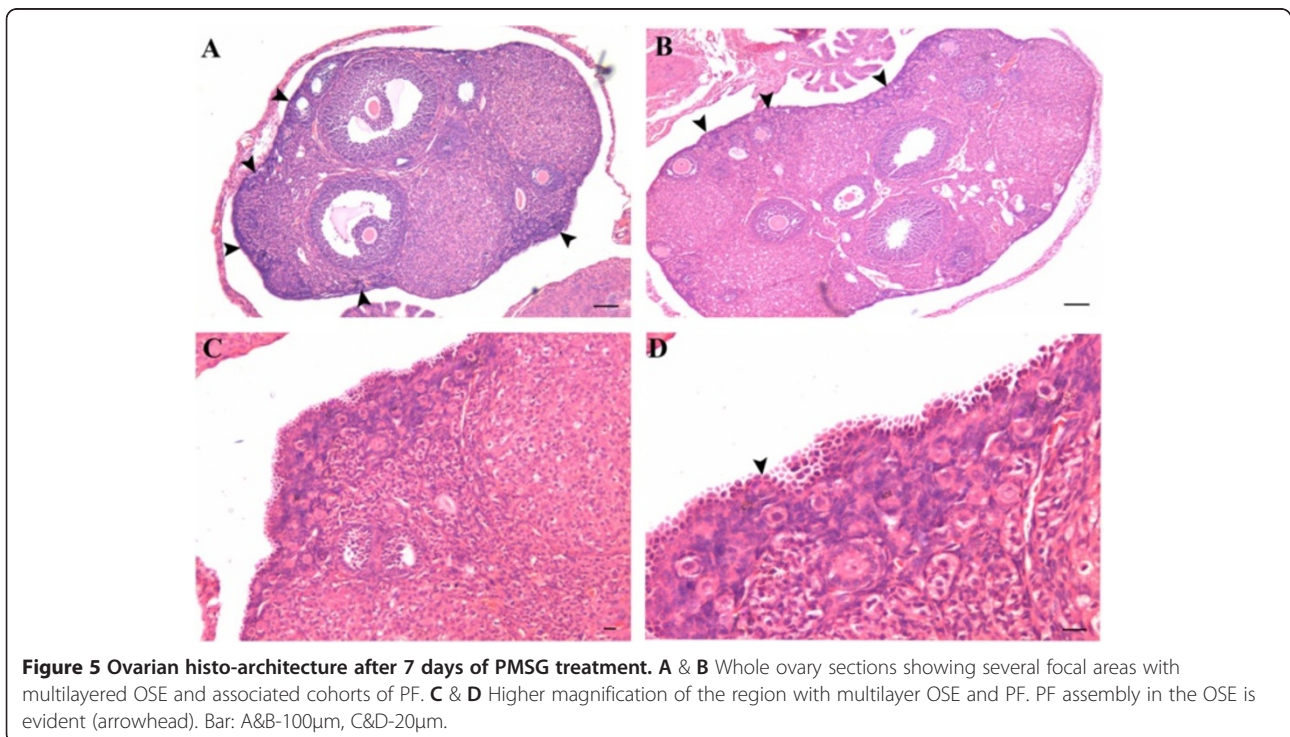 A
B
C
D
Figure 5 Ovarian histo-architecture after 7 days of PMSG treatment. A & B Whole ovary sections showing several focal areas with
multilayered OSE and associated cohorts of PF. C & D Higher magnification of the region with multilayer OSE and PF. PF assembly in the OSE is
evident (arrowhead). Bar: A&B-100μm, C&D-20μm.